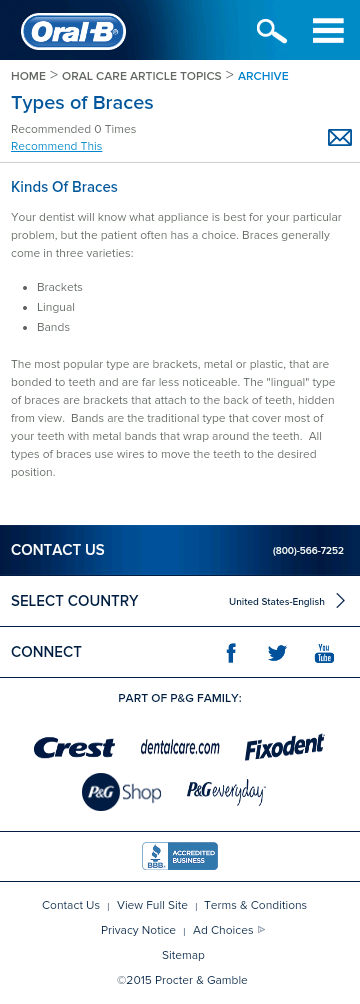 Oral-B®
HOME > ORAL CARE ARTICLE TOPICS > ARCHIVE
Types of Braces
Recommended 0 Times
Recommend This
Kinds Of Braces
Your dentist will know what appliance is best for your particular
problem, but the patient often has a choice. Braces generally
come in three varieties:
• Brackets
• Lingual
• Bands
The most popular type are brackets, metal or plastic, that are
bonded to teeth and are far less noticeable. The "lingual" type
of braces are brackets that attach to the back of teeth, hidden
from view. Bands are the traditional type that cover most of
your teeth with metal bands that wrap around the teeth. All
types of braces use wires to move the teeth to the desired
position.
CONTACT US (800)-566-7252
SELECT COUNTRY United States-English
CONNECT You Tube
PART OF P&G FAMILY:
Crest dentalcare.com Fixodent
P&G Shop P&G everyday
BBB. ACCREDITED BUSINESS
Contact Us | View Full Site | Terms & Conditions
Privacy Notice | Ad Choices
Sitemap
©2015 Procter & Gamble